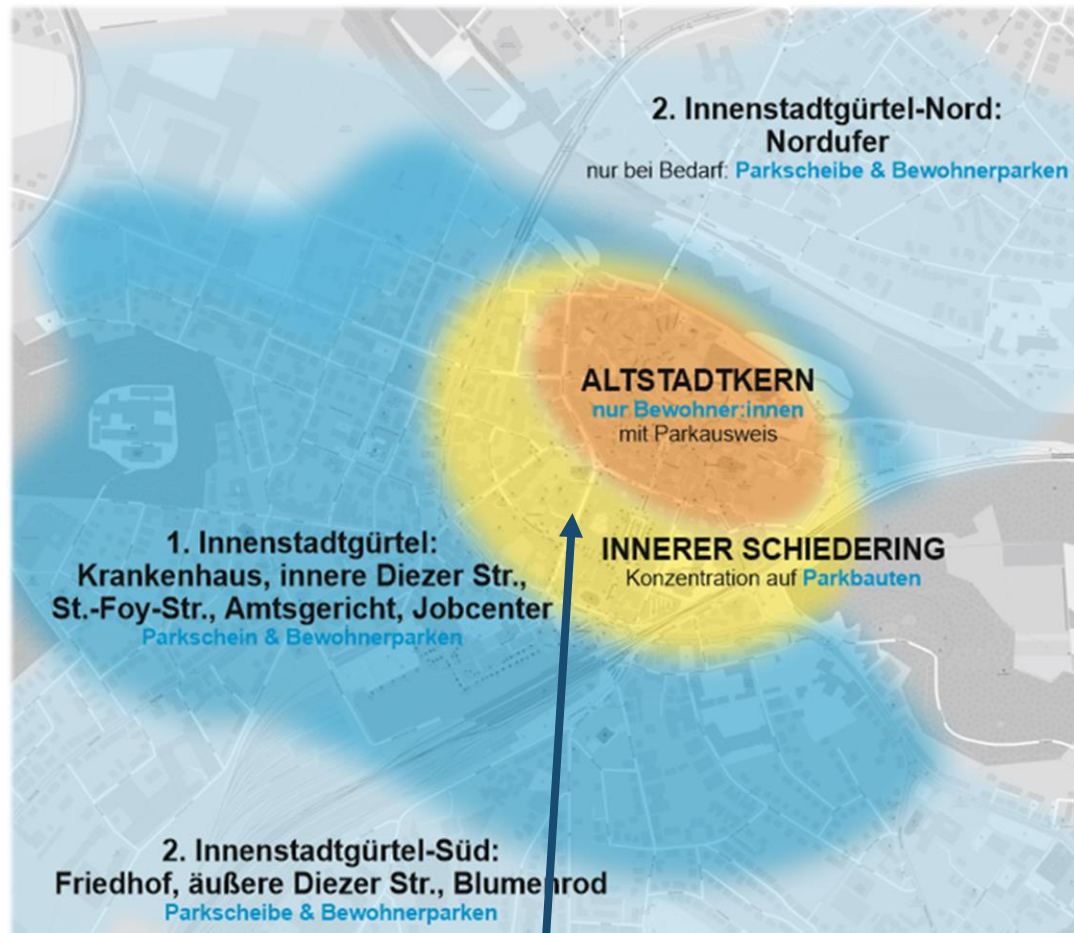 2. Innenstadtgürtel-Nord:
Nordufer
nur bei Bedarf: Parkscheibe & Bewohnerparken
ALTSTADTKERN
nur Bewohner:innen
mit Parkausweis
INNERER SCHIEDERING
Konzentration auf Parkbauten
1. Innenstadtgürtel:
Krankenhaus, innere Diezer Str.,
St.-Foy-Str., Amtsgericht, Jobcenter
Parkschein & Bewohnerparken
2. Innenstadtgürtel-Süd:
Friedhof, äußere Diezer Str., Blumenrod
Parkscheibe & Bewohnerparken